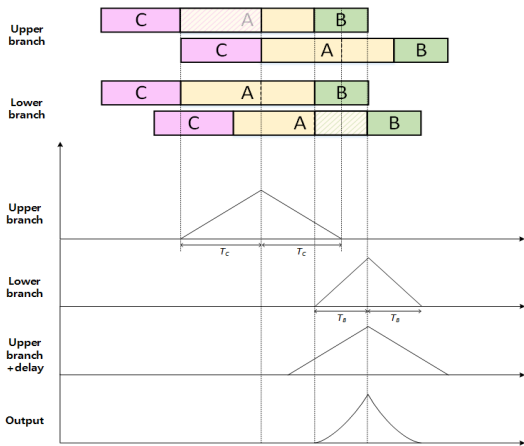 Upper
branch
C
A
B
C
A
B
Lower
branch
C
A
B
C
A
B
Upper
branch
T_C
T_C
Lower
branch
T_B
T_B
Upper
branch
+delay
Output